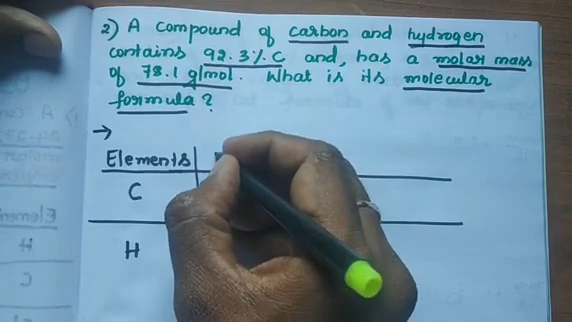 2) A compound of carbon and hydrogen
contains 92.3% C and, has a molar mass
of 78.1 g/mol. What is its molecular
formula?
→
Elements
C
H